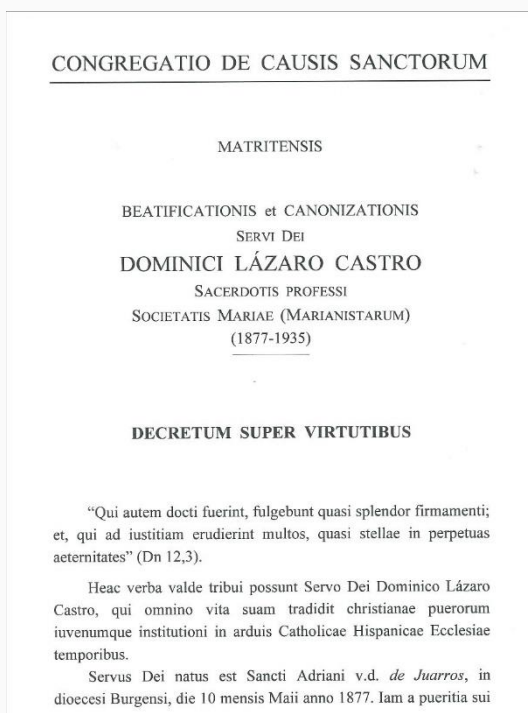 CONGREGATIO DE CAUSIS SANCTORUM
MATRITENSIS
BEATIFICATIONIS et CANONIZATIONIS
SERVI DEI
DOMINICI LÁZARO CASTRO
SACERDOTIS PROFESSI
SOCIETATIS MARIAE (MARIANISTARUM)
(1877-1935)
DECRETUM SUPER VIRTUTIBUS
“Qui autem docti fuerint, fulgebunt quasi splendor firmamenti;
et, qui ad iustitiam erudierint multos, quasi stellae in perpetuas
aeternitates” (Dn 12,3).
Heac verba valde tribui possunt Servo Dei Dominico Lázaro
Castro, qui omnino vita suam tradidit christianae puerorum
iuvenumque institutioni in arduis Catholicae Hispanicae Ecclesiae
temporibus.
Servus Dei natus est Sancti Adriani v.d. de Juarros, in
dioecesi Burgensi, die 10 mensis Maii anno 1877. Iam a pueritia sui